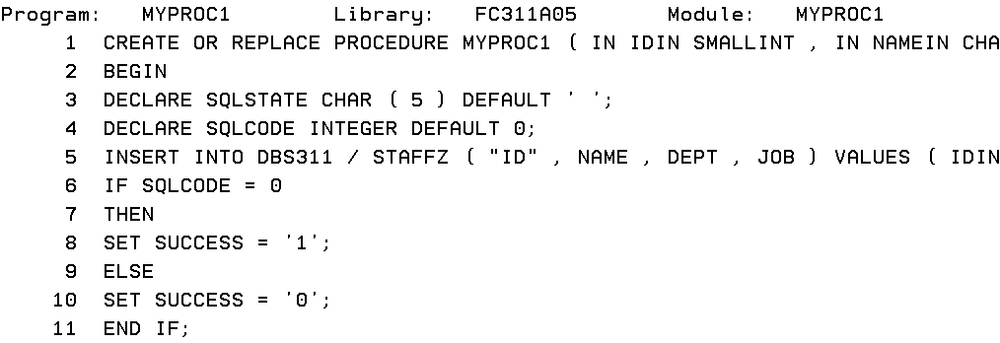 Program: MYPROC1 Library: FC311A05 Module: MYPROC1
1 CREATE OR REPLACE PROCEDURE MYPROC1 ( IN IDIN SMALLINT , IN NAMEIN CHA
2 BEGIN
3 DECLARE SQLSTATE CHAR ( 5 ) DEFAULT ' ';
4 DECLARE SQLCODE INTEGER DEFAULT 0;
5 INSERT INTO DBS311 / STAFFZ ( "ID" , NAME , DEPT , JOB ) VALUES ( IDIN
6 IF SQLCODE = 0
7 THEN
8 SET SUCCESS = '1';
9 ELSE
10 SET SUCCESS = '0';
11 END IF;